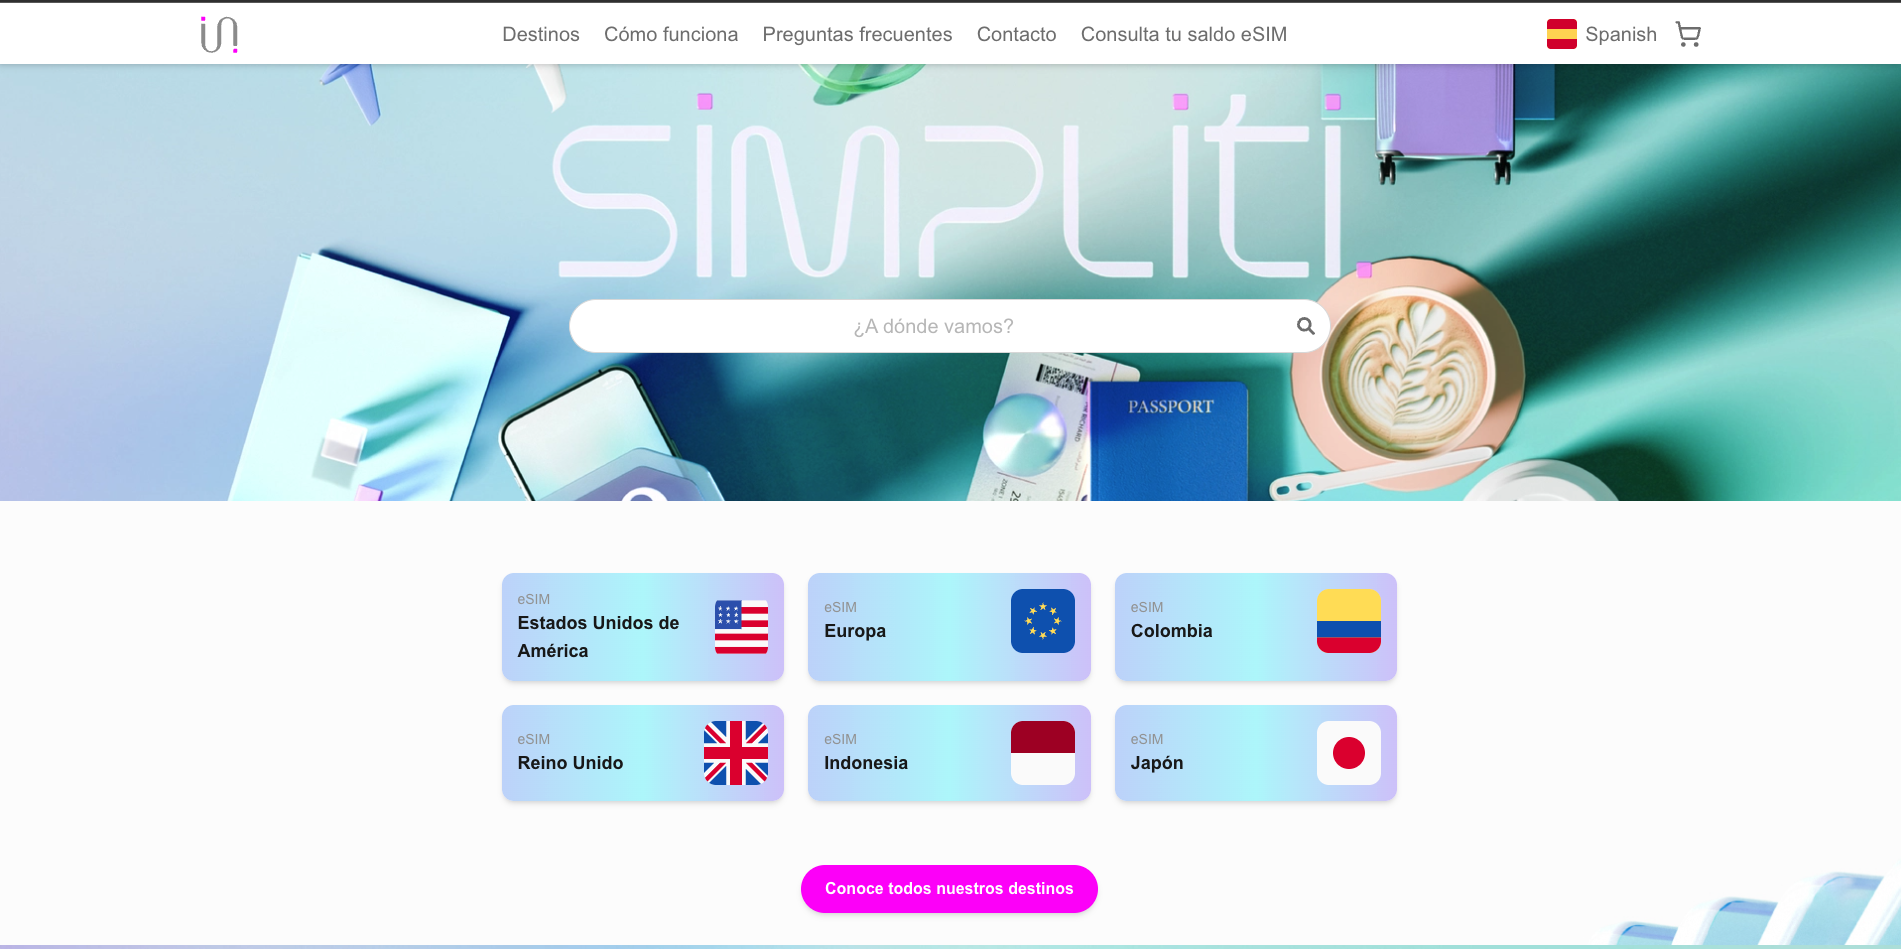 Destinos Cómo funciona Preguntas frecuentes Contacto Consulta tu saldo eSIM Spanish
SIMPLITI
¿A dónde vamos?
PASSPORT
eSIM
Estados Unidos de
América
eSIM
Europa
eSIM
Colombia
eSIM
Reino Unido
eSIM
Indonesia
eSIM
Japón
Conoce todos nuestros destinos